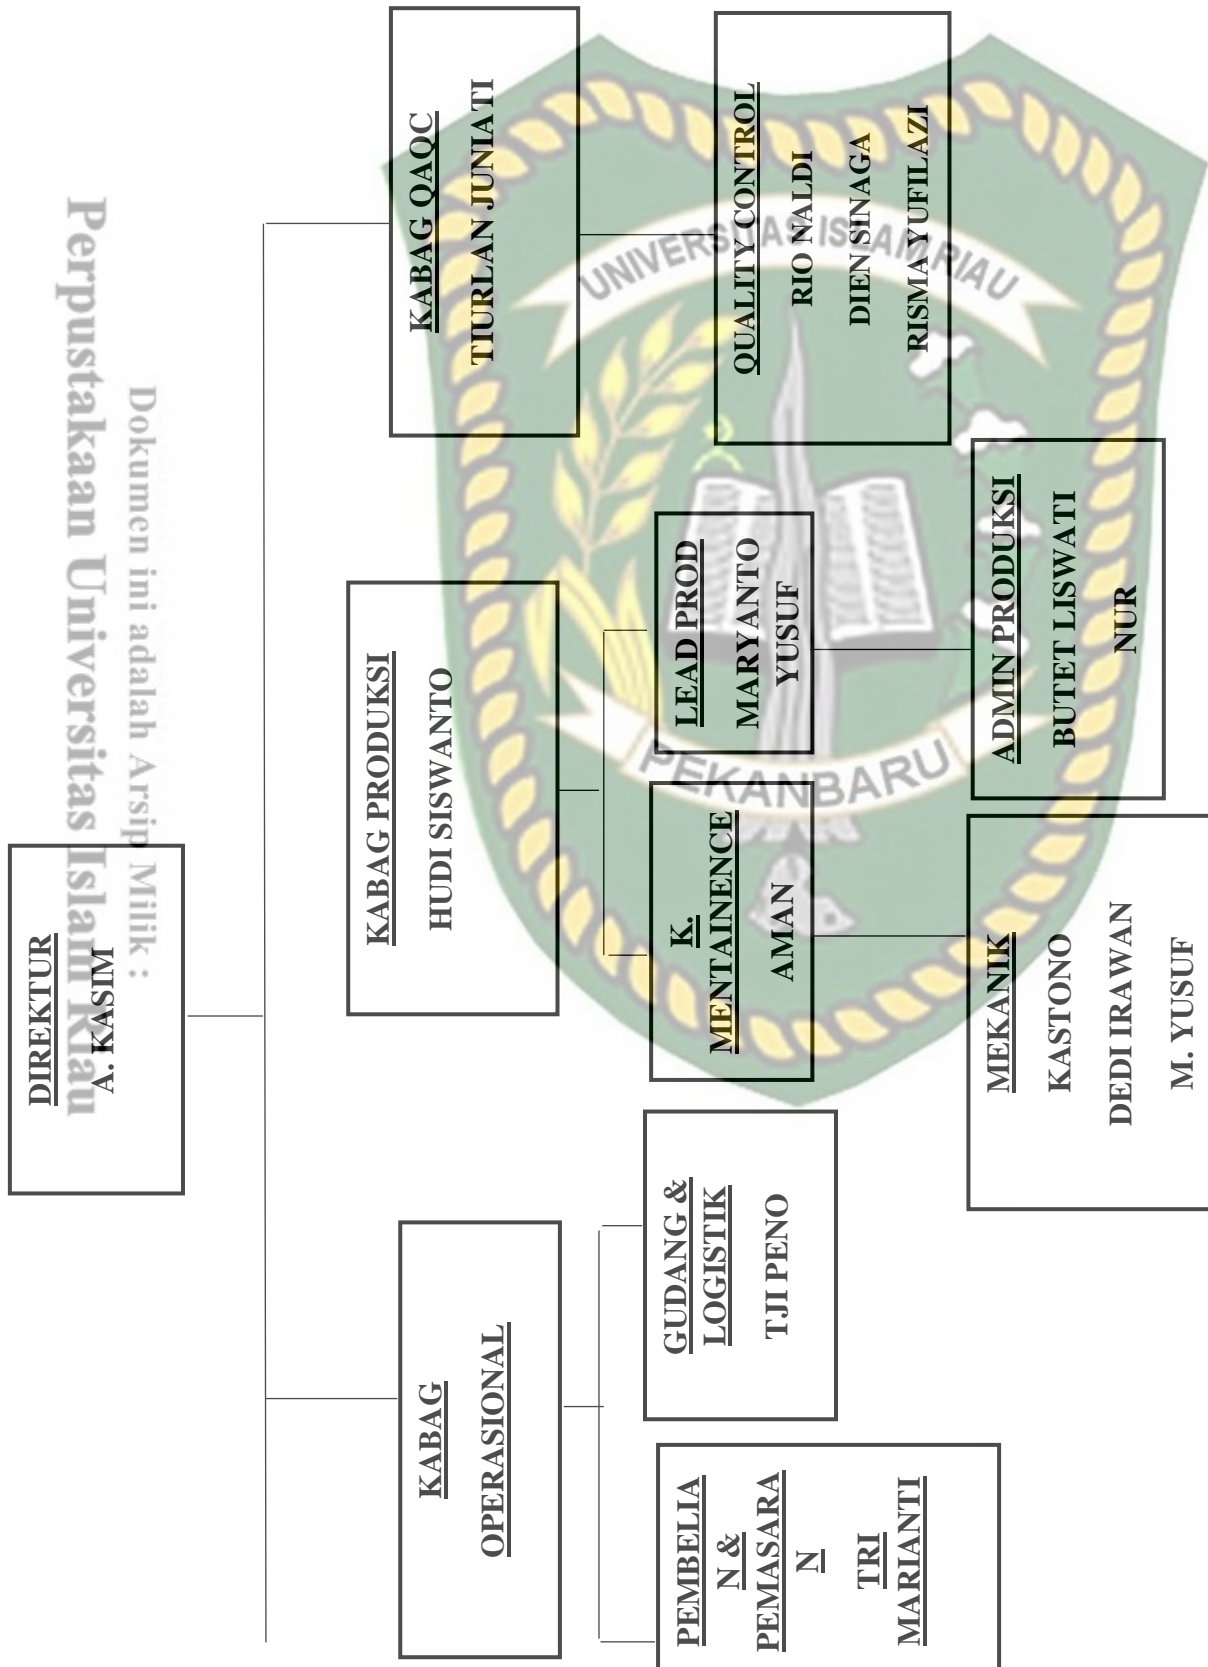 DIREKTUR
A. KASIM
KABAG
OPERASIONAL
KABAG PRODUKSI
HUDI SISWANTO
KABAG QAQC
TIURLAN JUNIATI
PEMBELIA
N &
PEMASARA
N
TRI
MARIANTI
GUDANG &
LOGISTIK
TJI PENO
K.
MENTAINENCE
AMAN
LEAD PROD
MARYANTO
YUSUF
QUALITY CONTROL
RIO NALDI
DIEN SINAGA
RISMA YUFILAZI
MEKANIK
KASTONO
DEDI IRAWAN
M. YUSUF
ADMIN PRODUKSI
BUTET LISWATI
NUR
UNIVERSITAS ISLAM RIAU
PEKANBARU
Dokumen ini adalah Arsip Milik :
Perpustakaan Universitas Islam Riau